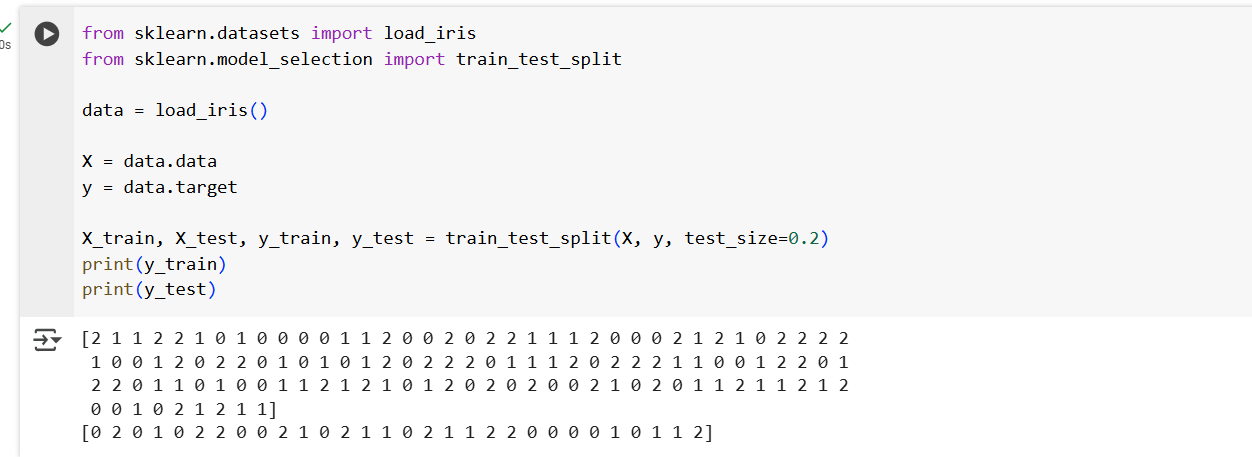 0s
from sklearn.datasets import load_iris
from sklearn.model_selection import train_test_split
data = load_iris()
X = data.data
y = data.target
X_train, X_test, y_train, y_test = train_test_split(X, y, test_size=0.2)
print(y_train)
print(y_test)
[2 1 1 2 2 1 0 1 0 0 0 0 1 1 2 0 0 2 0 2 2 1 1 1 2 0 0 0 2 1 2 1 0 2 2 2 2
1 0 0 1 2 0 2 2 0 1 0 1 0 1 2 0 2 2 2 0 1 1 1 2 0 2 2 2 1 1 0 0 1 2 2 0 1
2 2 0 1 1 0 1 0 0 1 1 2 1 2 1 0 1 2 0 2 0 2 0 0 2 1 0 2 0 1 1 2 1 1 2 1 2
0 0 1 0 2 1 2 1 1]
[0 2 0 1 0 2 2 0 0 2 1 0 2 1 1 0 2 1 1 2 2 0 0 0 0 1 0 1 1 2]